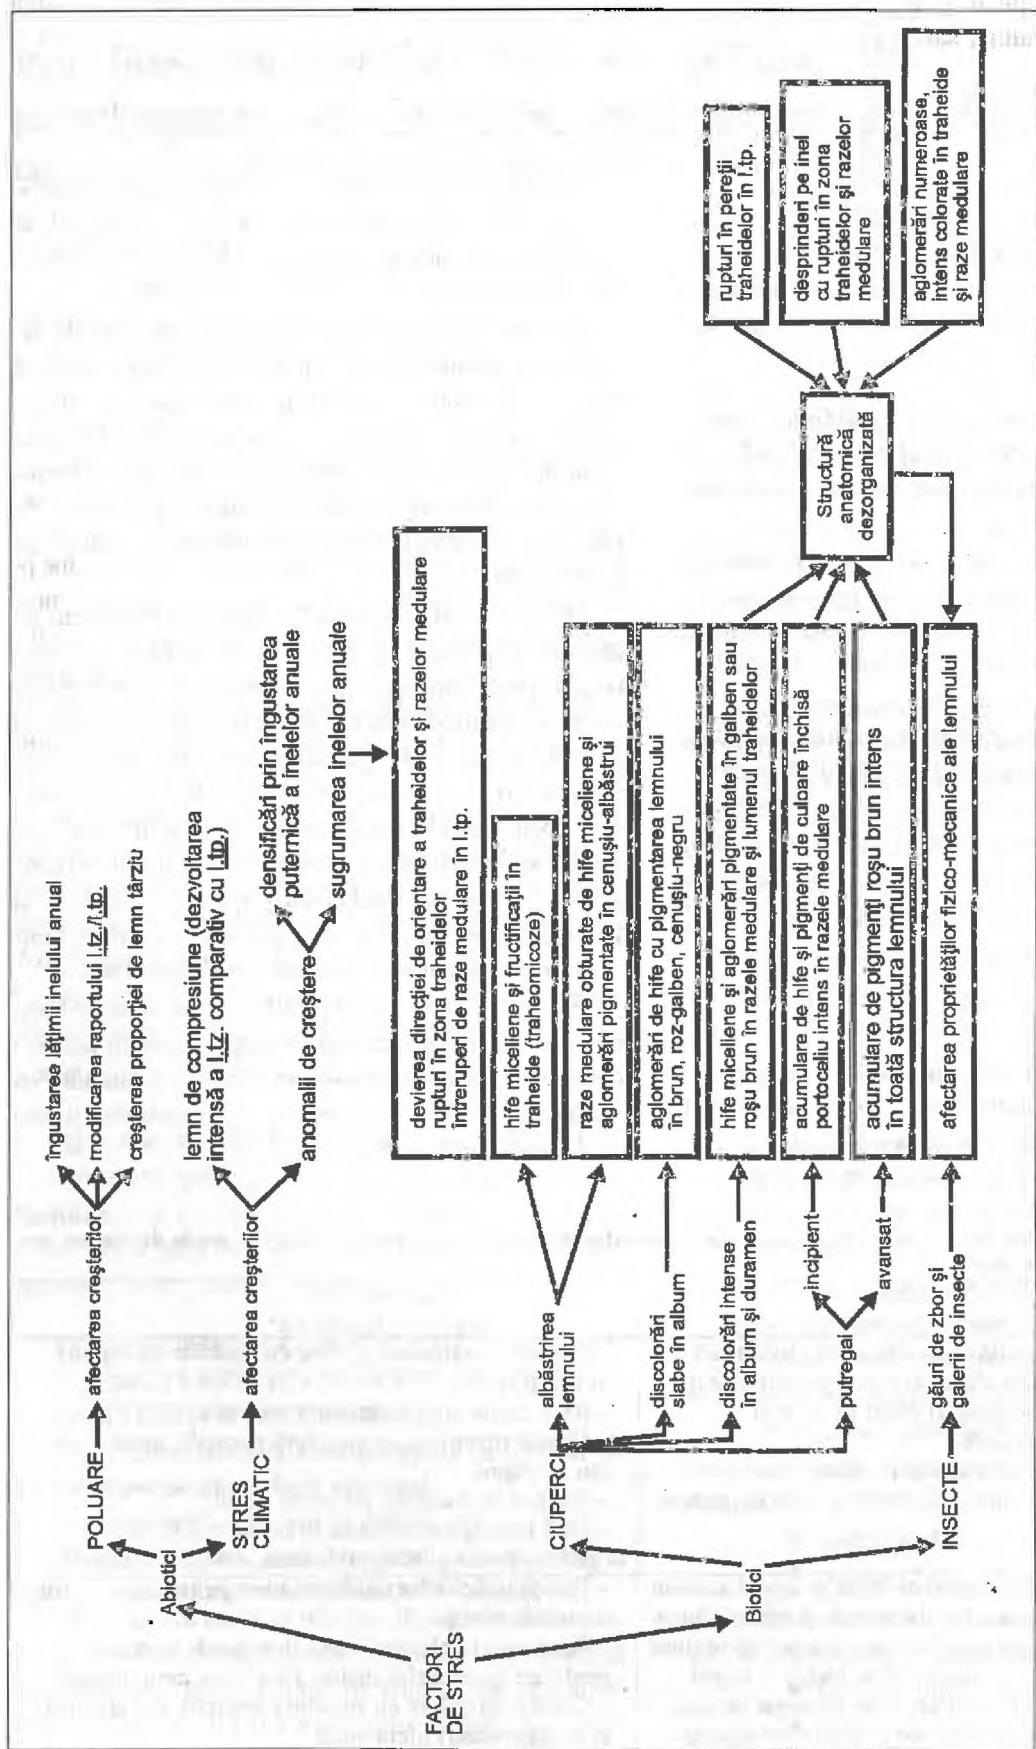 FACTORI
DE STRES
Abiotici
POLUARE
afectarea creşterilor
îngustarea lăţimii inelului anual
modificarea raportului l.tz./l.tp.
creşterea proporţiei de lemn târziu
STRES
CLIMATIC
afectarea creşterilor
lemn de compresiune (dezvoltarea
intensă a l.tz. comparativ cu l.tp.)
anomalii de creştere
densificări prin îngustarea
puternică a inelelor anuale
sugrumarea inelelor anuale
devierea direcţiei de orientare a traheidelor şi razelor medulare
rupturi în zona traheidelor
întreruperi de raze medulare în l.tp.
Biotici
CIUPERCI
albăstrirea
lemnului
hife miceliene şi fructificaţii în
traheide (traheomicoze)
raze medulare obturate de hife miceliene şi
aglomerări pigmentate în cenuşiu-albăstrui
discolorări
slabe în alburn
aglomerări de hife cu pigmentarea lemnului
în brun, roz-galben, cenuşiu-negru
discolorări intense
în alburn şi duramen
hife miceliene şi aglomerări pigmentate în galben sau
roşu brun în razele medulare şi lumenul traheidelor
putregai
incipient
acumulare de hife şi pigmenţi de culoare închisă
portocaliu intens în razele medulare
avansat
acumulare de pigmenţi roşu brun intens
în toată structura lemnului
INSECTE
găuri de zbor şi
galerii de insecte
afectarea proprietăţilor fizico-mecanice ale lemnului
Structură
anatomică
dezorganizată
rupturi în pereţii
traheidelor în l.tp.
desprinderi pe inel
cu rupturi în zona
traheidelor şi razelor
medulare
aglomerări numeroase,
intens colorate în traheide
şi raze medulare